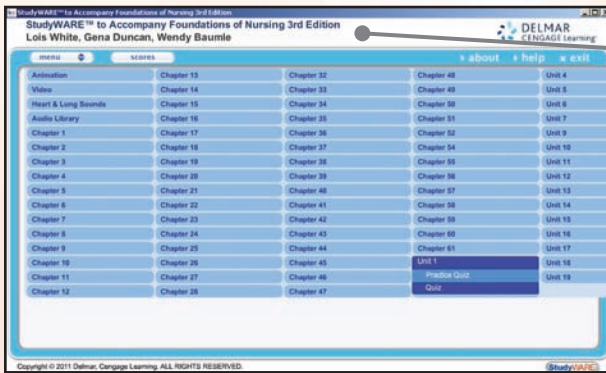 StudyWARE™ to Accompany Foundations of Nursing 3rd Edition
StudyWARE™ to Accompany Foundations of Nursing 3rd Edition
Lois White, Gena Duncan, Wendy Baumle
DELMAR
CENGAGE Learning
menu
scores
about
help
x exit
Animation
Video
Heart & Lung Sounds
Audio Library
Chapter 1
Chapter 2
Chapter 3
Chapter 4
Chapter 5
Chapter 6
Chapter 7
Chapter 8
Chapter 9
Chapter 10
Chapter 11
Chapter 12
Chapter 13
Chapter 14
Chapter 15
Chapter 16
Chapter 17
Chapter 18
Chapter 19
Chapter 20
Chapter 21
Chapter 22
Chapter 23
Chapter 24
Chapter 25
Chapter 26
Chapter 27
Chapter 28
Chapter 32
Chapter 33
Chapter 34
Chapter 35
Chapter 36
Chapter 37
Chapter 38
Chapter 39
Chapter 40
Chapter 41
Chapter 42
Chapter 43
Chapter 44
Chapter 45
Chapter 46
Chapter 47
Chapter 48
Chapter 49
Chapter 50
Chapter 51
Chapter 52
Chapter 54
Chapter 55
Chapter 56
Chapter 57
Chapter 58
Chapter 59
Chapter 60
Chapter 61
Unit 1
Practice Quiz
Quiz
Unit 4
Unit 5
Unit 6
Unit 7
Unit 9
Unit 10
Unit 11
Unit 12
Unit 13
Unit 14
Unit 15
Unit 16
Unit 17
Unit 18
Unit 19
Copyright © 2011 Delmar, Cengage Learning. ALL RIGHTS RESERVED.
StudyWARE